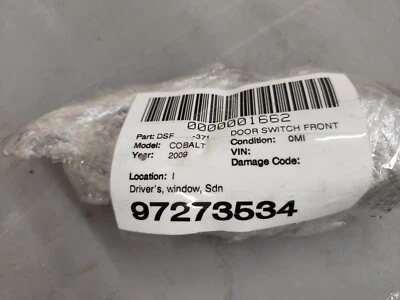 0000001662
Part: DSF -371 DOOR SWITCH FRONT
Model: COBALT Condition: 0MI
Year: 2009 VIN:
Damage Code:
Location: I
Driver's, window, Sdn
97273534